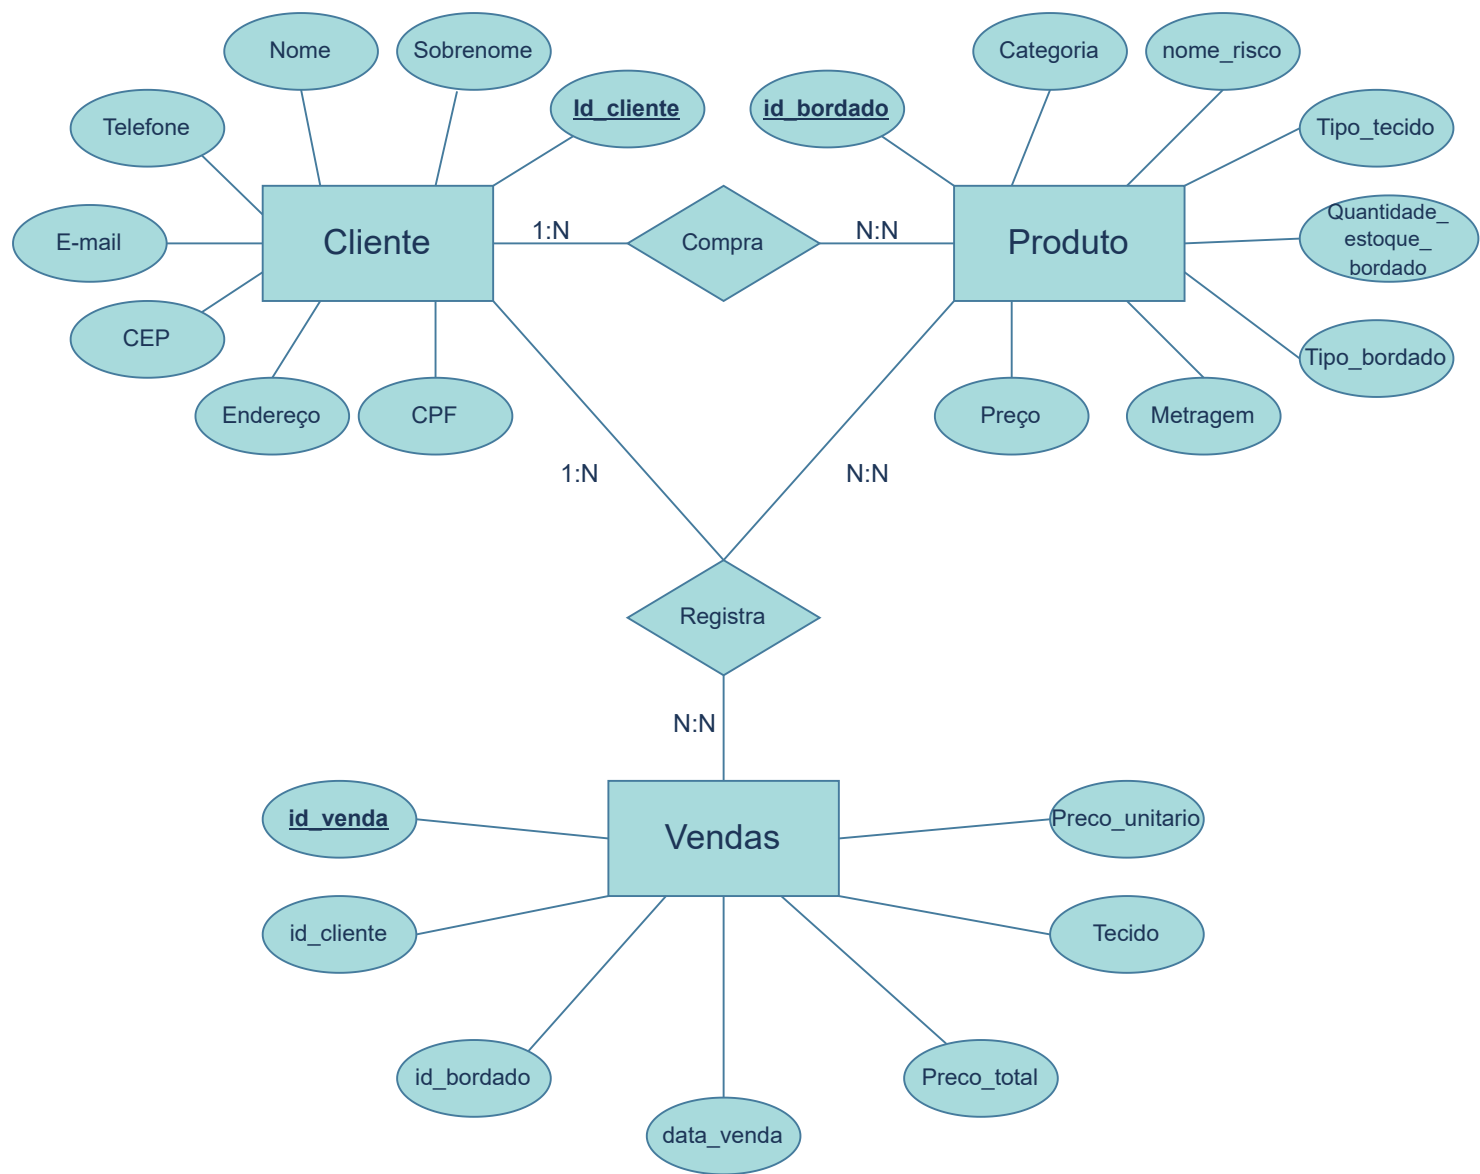 Nome
Sobrenome
Categoria
nome_risco
Id_cliente
id_bordado
Telefone
Tipo_tecido
E-mail
Cliente
1:N
Compra
N:N
Produto
Quantidade_
estoque_
bordado
CEP
Tipo_bordado
Endereço
CPF
Preço
Metragem
1:N
N:N
Registra
N:N
id_venda
Vendas
Preco_unitario
id_cliente
Tecido
id_bordado
Preco_total
data_venda